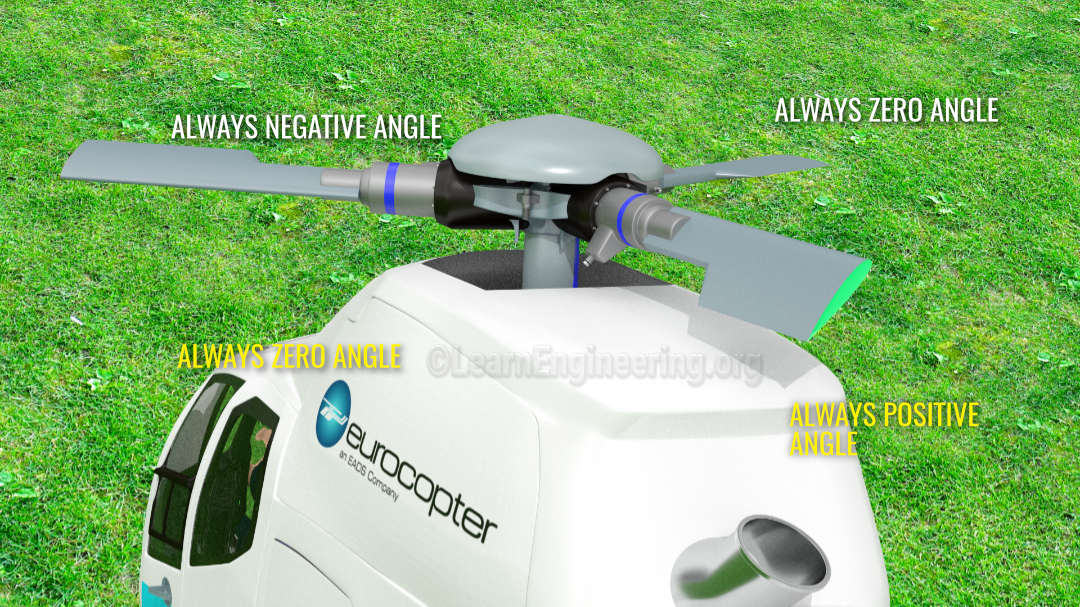 ALWAYS ZERO ANGLE
ALWAYS NEGATIVE ANGLE
ALWAYS ZERO ANGLE
©LearnEngineering.org
ALWAYS POSITIVE
ANGLE
eurocopter
an EADS Company